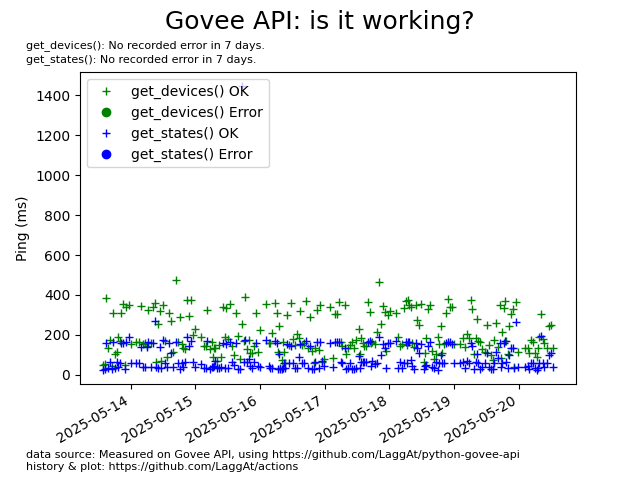 Govee API: is it working?
get_devices(): No recorded error in 7 days.
get_states(): No recorded error in 7 days.
get_devices() OK
get_devices() Error
get_states() OK
get_states() Error
Ping (ms)
1400
1200
1000
800
600
400
200
0
2025-05-14
2025-05-15
2025-05-16
2025-05-17
2025-05-18
2025-05-19
2025-05-20
data source: Measured on Govee API, using https://github.com/LaggAt/python-govee-api
history & plot: https://github.com/LaggAt/actions